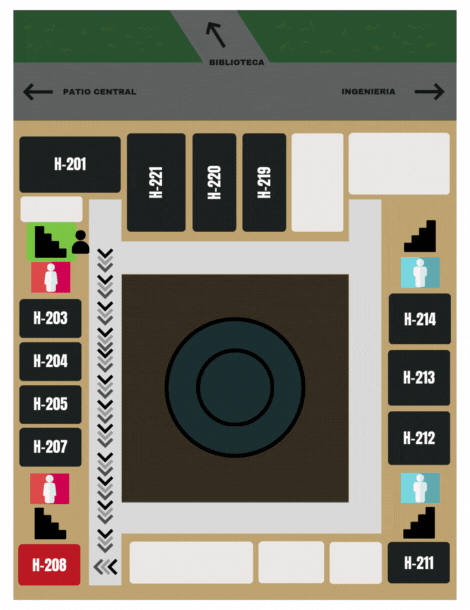 BIBLIOTECA
PATIO CENTRAL
INGENIERIA
H-201
H-221
H-220
H-219
H-203
H-204
H-205
H-207
H-208
H-214
H-213
H-212
H-211